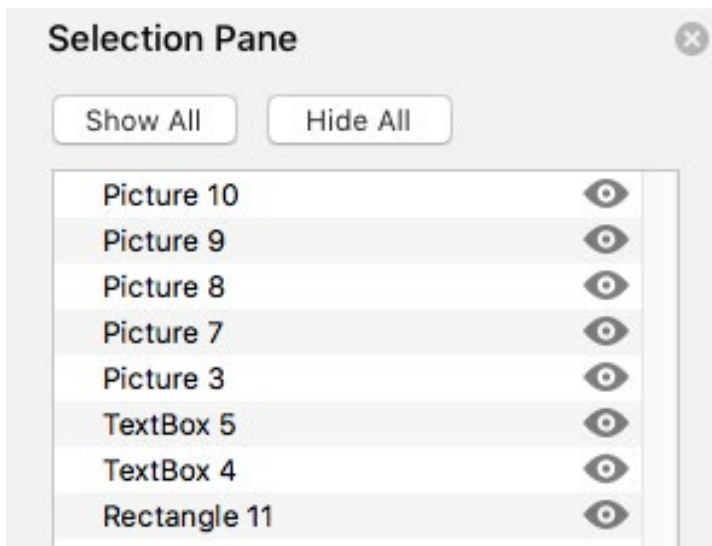 Selection Pane
Show All Hide All
Picture 10
Picture 9
Picture 8
Picture 7
Picture 3
TextBox 5
TextBox 4
Rectangle 11